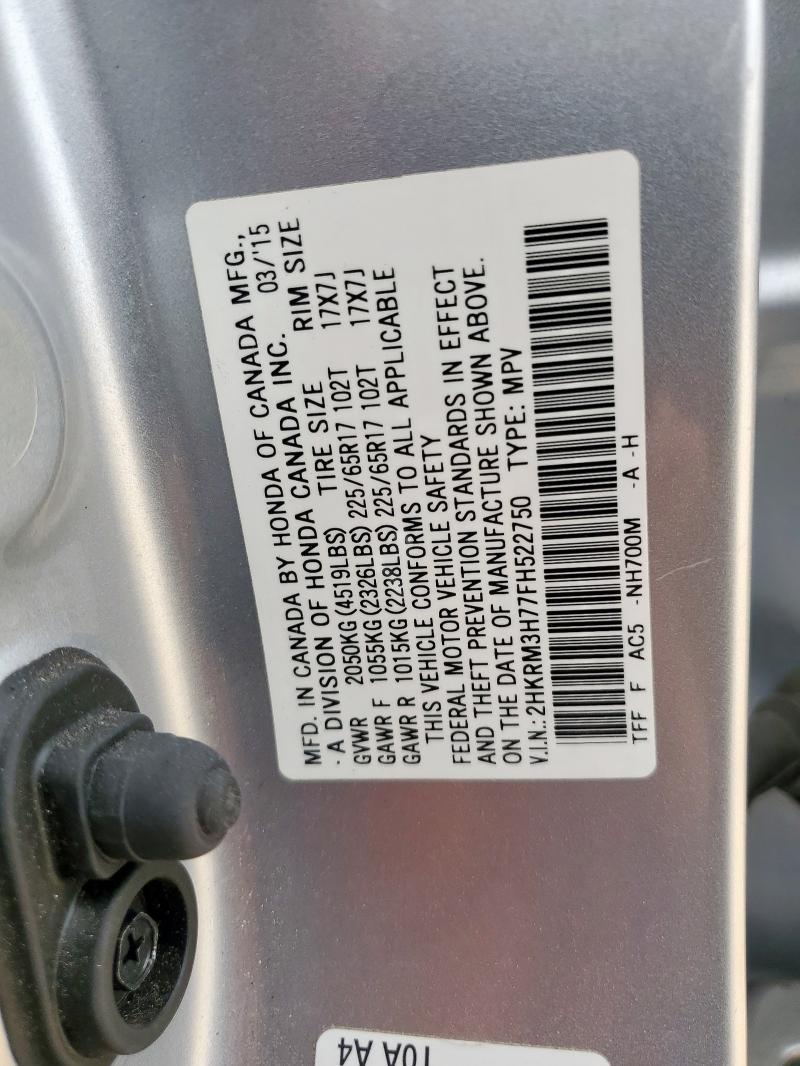 MFD. IN CANADA BY HONDA OF CANADA MFG.,
- A DIVISION OF HONDA CANADA INC. 03/'15
GVWR 2050KG(4519LBS) TIRE SIZE RIM SIZE
GAWR F 1055KG(2326LBS) 225/65R17 102T 17X7J
GAWR R 1015KG(2238LBS) 225/65R17 102T 17X7J
THIS VEHICLE CONFORMS TO ALL APPLICABLE
FEDERAL MOTOR VEHICLE SAFETY
AND THEFT PREVENTION STANDARDS IN EFFECT
ON THE DATE OF MANUFACTURE SHOWN ABOVE.
V.I.N.:2HKRM3H77FH522750 TYPE: MPV
TFF F AC5 -NH700M -A -H
10A A4